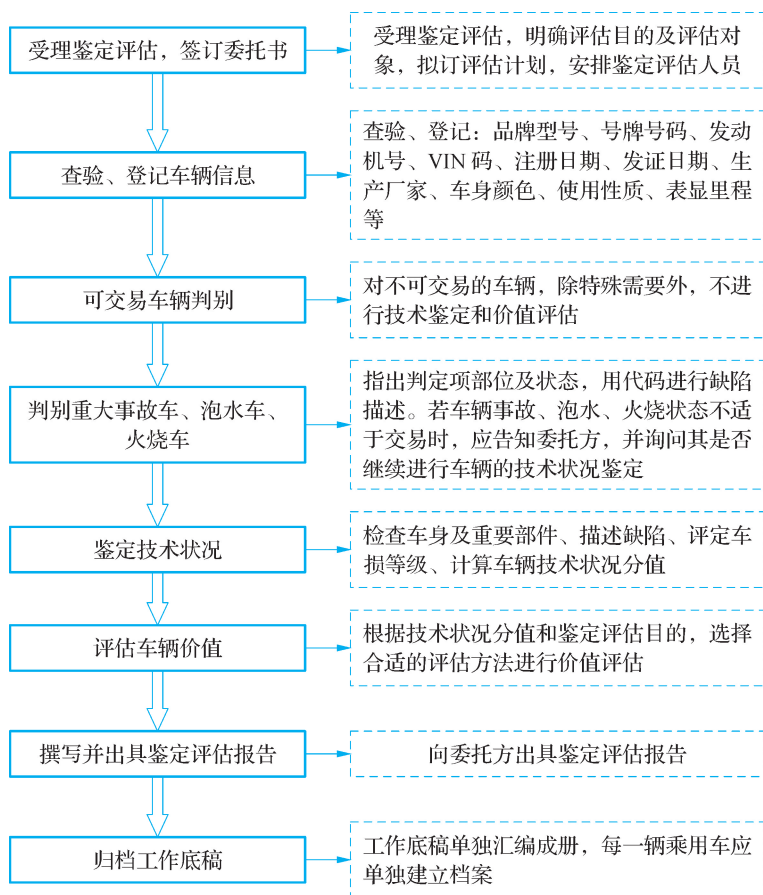 受理鉴定评估，签订委托书
受理鉴定评估，明确评估目的及评估对
象，拟订评估计划，安排鉴定评估人员
查验、登记车辆信息
查验、登记：品牌型号、号牌号码、发动
机号、VIN 码、注册日期、发证日期、生
产厂家、车身颜色、使用性质、表显里程
等
可交易车辆判别
对不可交易的车辆，除特殊需要外，不进
行技术鉴定和价值评估
判别重大事故车、泡水车、
火烧车
指出判定项部位及状态，用代码进行缺陷
描述。若车辆事故、泡水、火烧状态不适
于交易时，应告知委托方，并询问其是否
继续进行车辆的技术状况鉴定
鉴定技术状况
检查车身及重要部件、描述缺陷、评定车
损等级、计算车辆技术状况分值
评估车辆价值
根据技术状况分值和鉴定评估目的，选择
合适的评估方法进行价值评估
撰写并出具鉴定评估报告
向委托方出具鉴定评估报告
归档工作底稿
工作底稿单独汇编成册，每一辆乘用车应
单独建立档案